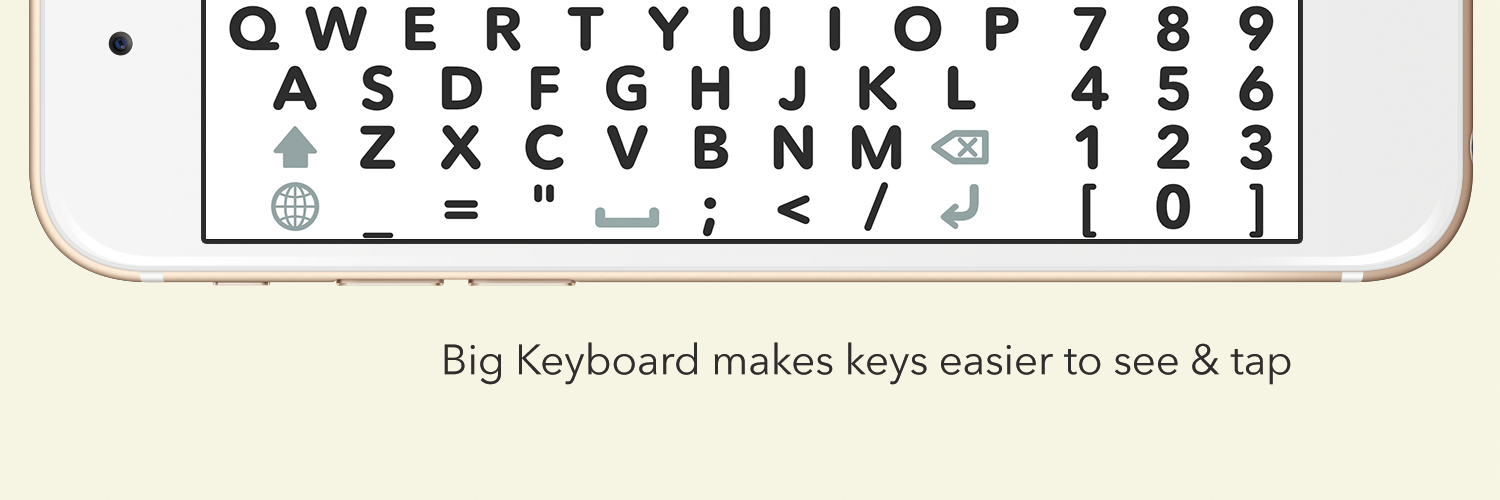 Q W E R T Y U I O P 7 8 9
A S D F G H J K L 4 5 6
Z X C V B N M 1 2 3
_ = " ; < / [ 0 ]
Big Keyboard makes keys easier to see & tap